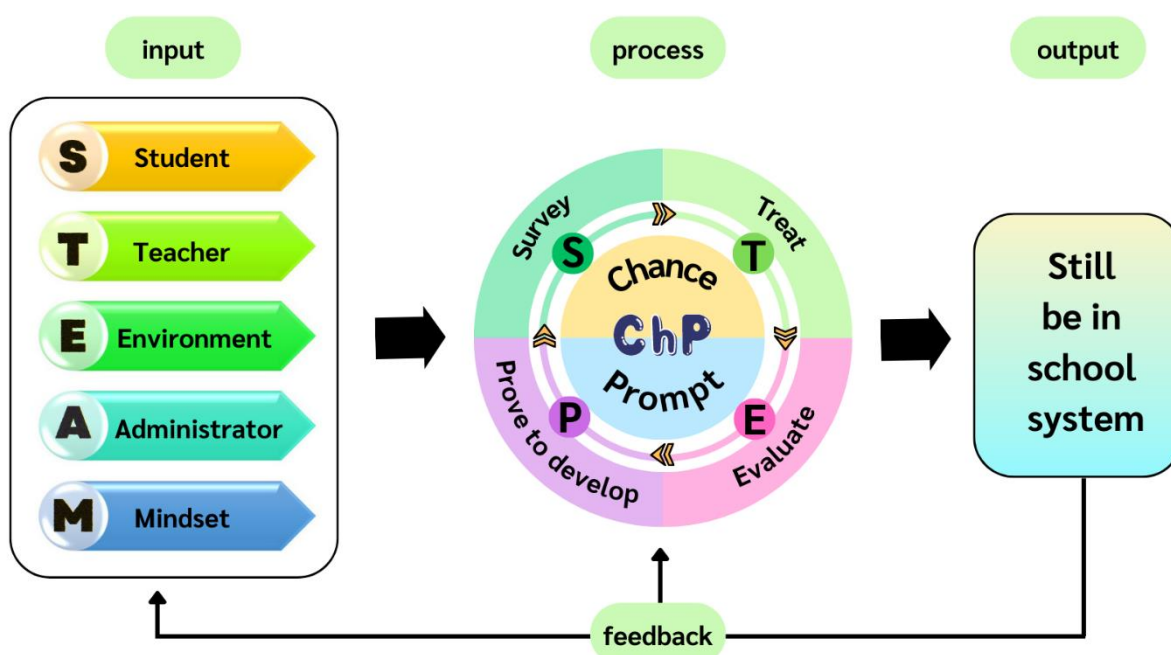 input
process
output
S Student
T Teacher
E Environment
A Administrator
M Mindset
Survey
Treat
S
T
Chance
ChP
Prompt
P
E
Prove to develop
Evaluate
Still
be in
school
system
feedback